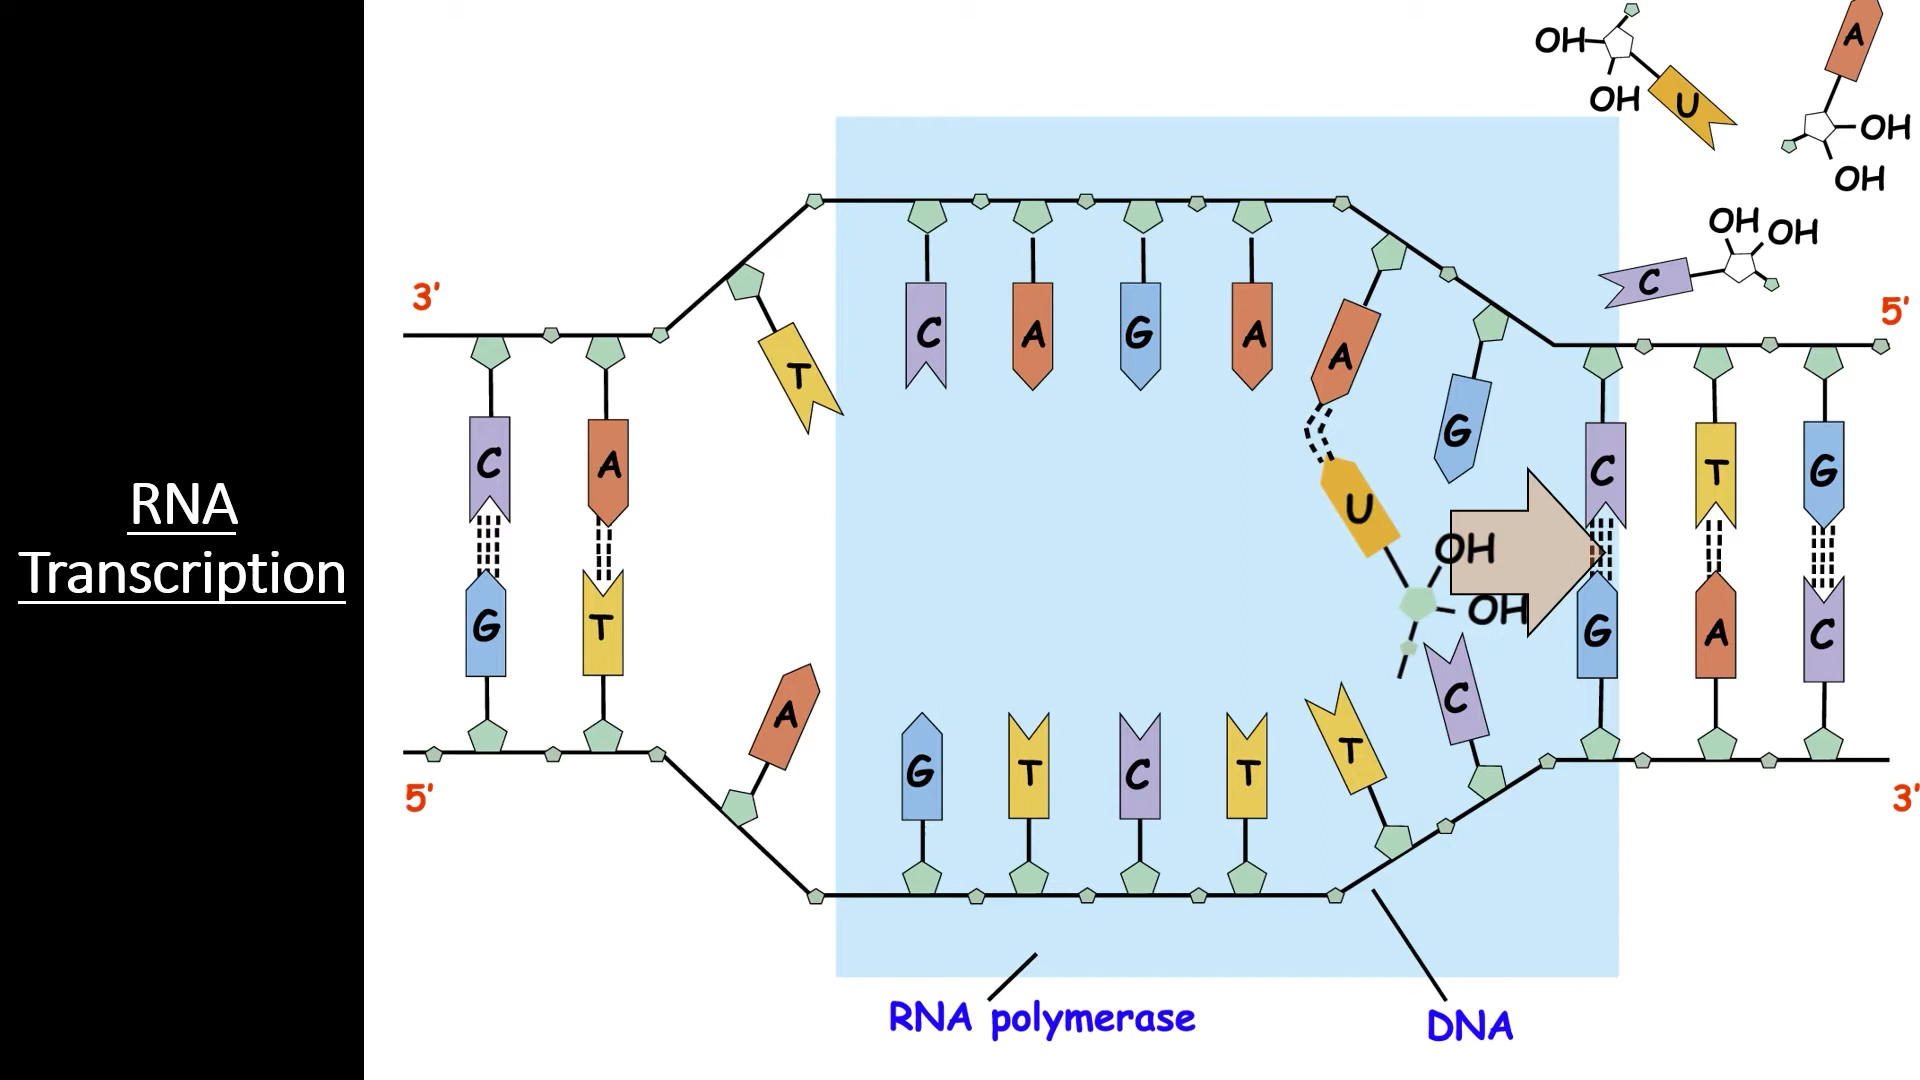 RNA
Transcription
OH
OH
U
A
OH
OH
OH OH
C
3'
5'
T
C
A
G
A
A
G
C
A
C
T
G
U
OH
OH
G
T
G
A
C
A
G
T
C
T
T
C
5'
3'
RNA polymerase
DNA